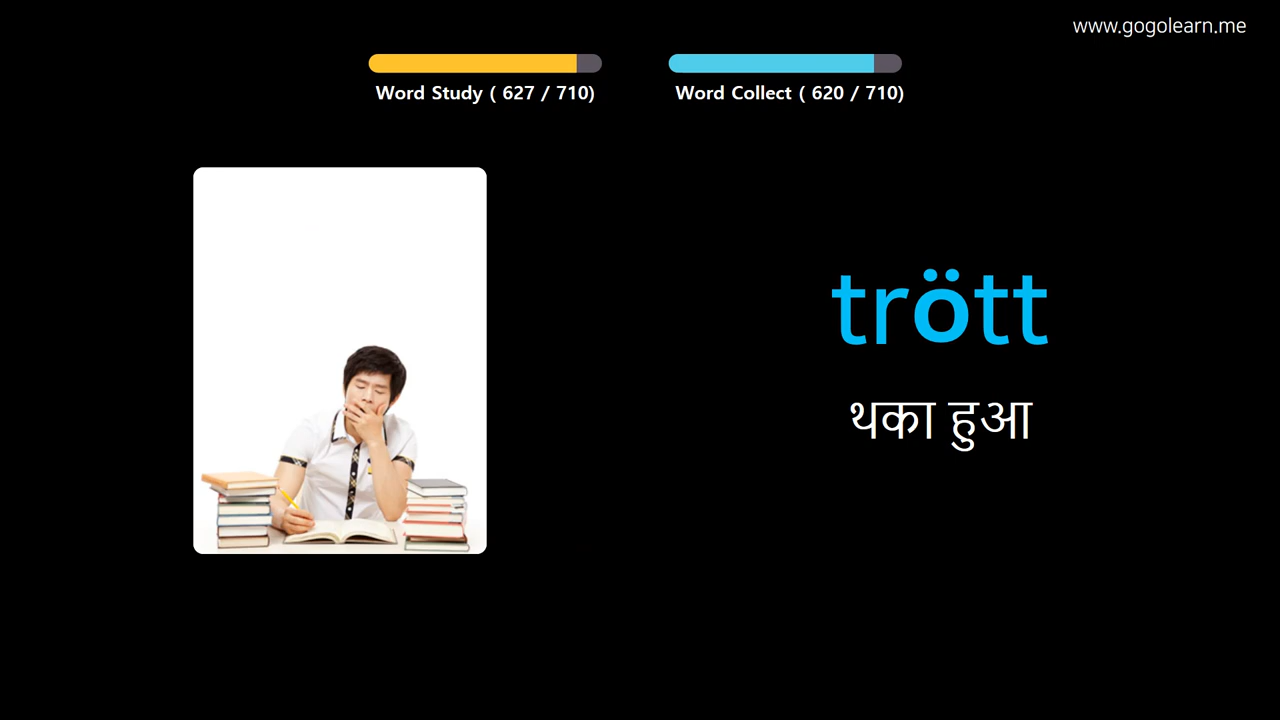 www.gogolearn.me
Word Study ( 627 / 710)
Word Collect ( 620 / 710)
trött
थका हुआ